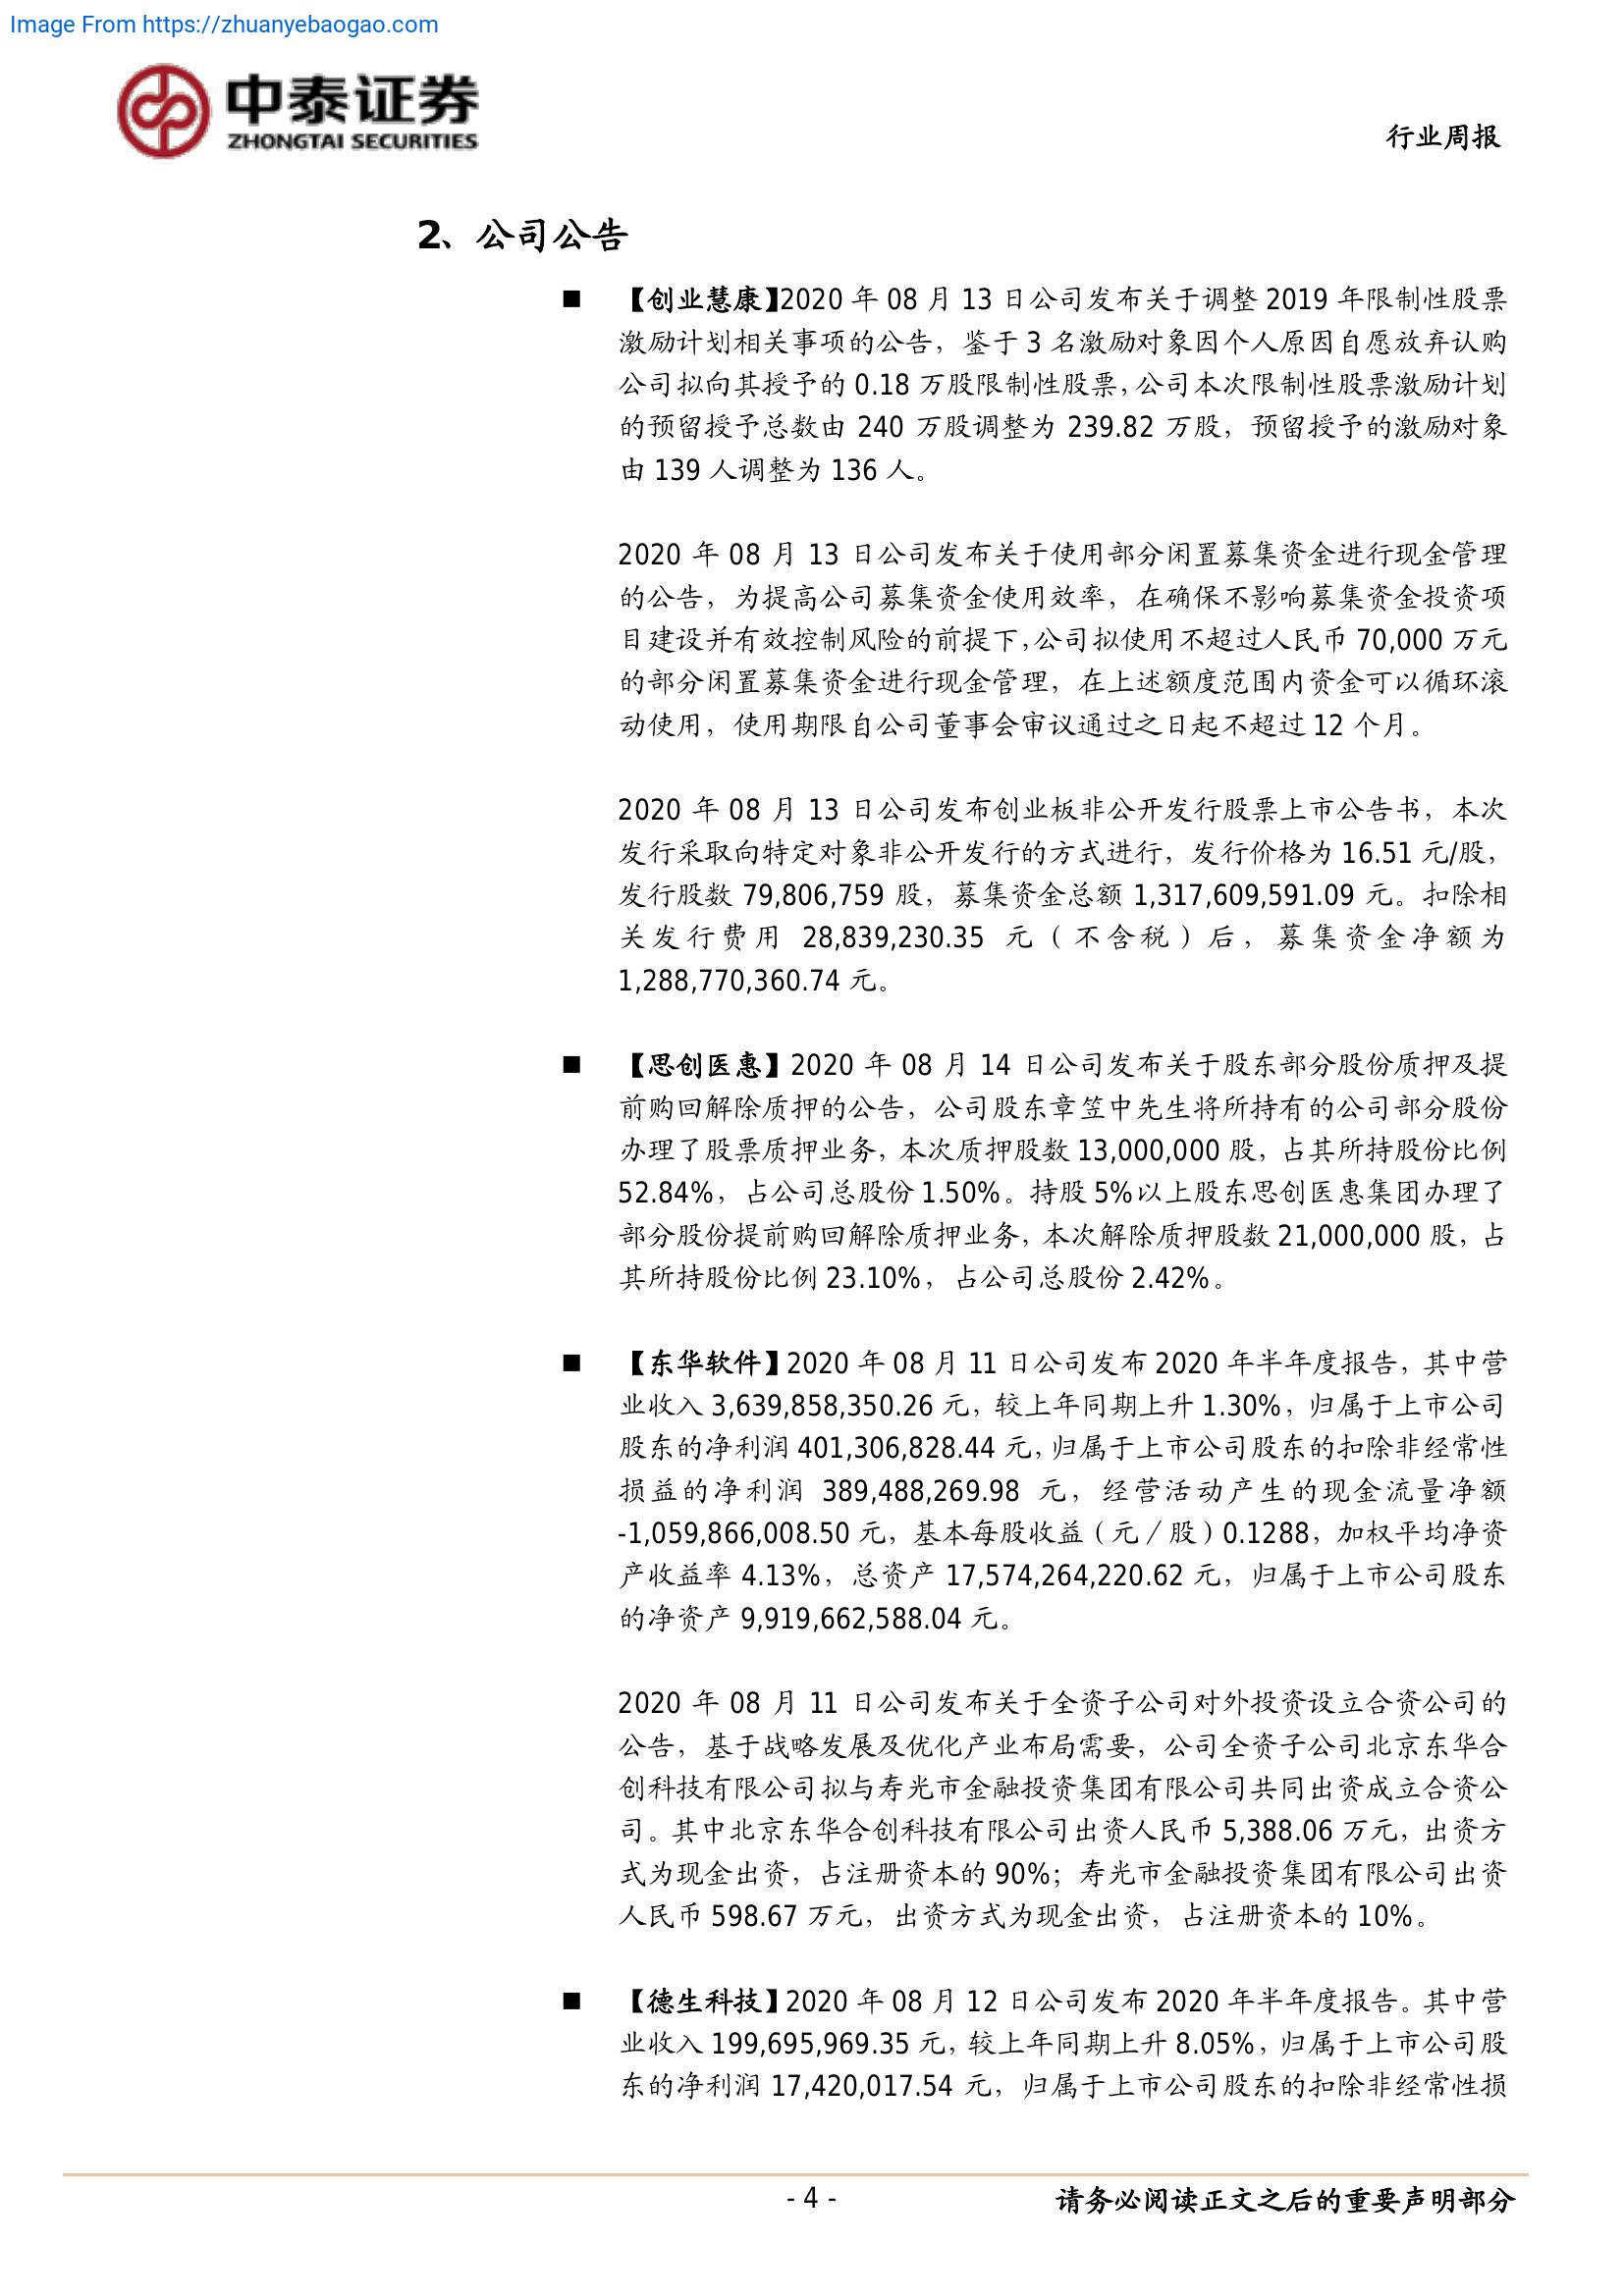 Image From https://zhuanyebaogao.com
中泰证券
ZHONGTAI SECURITIES
行业周报
2、公司公告
■ 【创业慧康】2020 年 08 月 13 日公司发布关于调整 2019 年限制性股票
激励计划相关事项的公告，鉴于 3 名激励对象因个人原因自愿放弃认购
公司拟向其授予的 0.18 万股限制性股票，公司本次限制性股票激励计划
的预留授予总数由 240 万股调整为 239.82 万股，预留授予的激励对象
由 139 人调整为 136 人。
2020 年 08 月 13 日公司发布关于使用部分闲置募集资金进行现金管理
的公告，为提高公司募集资金使用效率，在确保不影响募集资金投资项
目建设并有效控制风险的前提下，公司拟使用不超过人民币 70,000 万元
的部分闲置募集资金进行现金管理，在上述额度范围内资金可以循环滚
动使用，使用期限自公司董事会审议通过之日起不超过 12 个月。
2020 年 08 月 13 日公司发布创业板非公开发行股票上市公告书，本次
发行采取向特定对象非公开发行的方式进行，发行价格为 16.51 元/股，
发行股数 79,806,759 股，募集资金总额 1,317,609,591.09 元。扣除相
关发行费用 28,839,230.35 元（不含税）后，募集资金净额为
1,288,770,360.74 元。
■ 【思创医惠】2020 年 08 月 14 日公司发布关于股东部分股份质押及提
前购回解除质押的公告，公司股东章笠中先生将所持有的公司部分股份
办理了股票质押业务，本次质押股数 13,000,000 股，占其所持股份比例
52.84%，占公司总股份 1.50%。持股 5%以上股东思创医惠集团办理了
部分股份提前购回解除质押业务，本次解除质押股数 21,000,000 股，占
其所持股份比例 23.10%，占公司总股份 2.42%。
■ 【东华软件】2020 年 08 月 11 日公司发布 2020 年半年度报告，其中营
业收入 3,639,858,350.26 元，较上年同期上升 1.30%，归属于上市公司
股东的净利润 401,306,828.44 元，归属于上市公司股东的扣除非经常性
损益的净利润 389,488,269.98 元，经营活动产生的现金流量净额
-1,059,866,008.50 元，基本每股收益（元／股）0.1288，加权平均净资
产收益率 4.13%，总资产 17,574,264,220.62 元，归属于上市公司股东
的净资产 9,919,662,588.04 元。
2020 年 08 月 11 日公司发布关于全资子公司对外投资设立合资公司的
公告，基于战略发展及优化产业布局需要，公司全资子公司北京东华合
创科技有限公司拟与寿光市金融投资集团有限公司共同出资成立合资公
司。其中北京东华合创科技有限公司出资人民币 5,388.06 万元，出资方
式为现金出资，占注册资本的 90%；寿光市金融投资集团有限公司出资
人民币 598.67 万元，出资方式为现金出资，占注册资本的 10%。
■ 【德生科技】2020 年 08 月 12 日公司发布 2020 年半年度报告。其中营
业收入 199,695,969.35 元，较上年同期上升 8.05%，归属于上市公司股
东的净利润 17,420,017.54 元，归属于上市公司股东的扣除非经常性损
- 4 -
请务必阅读正文之后的重要声明部分